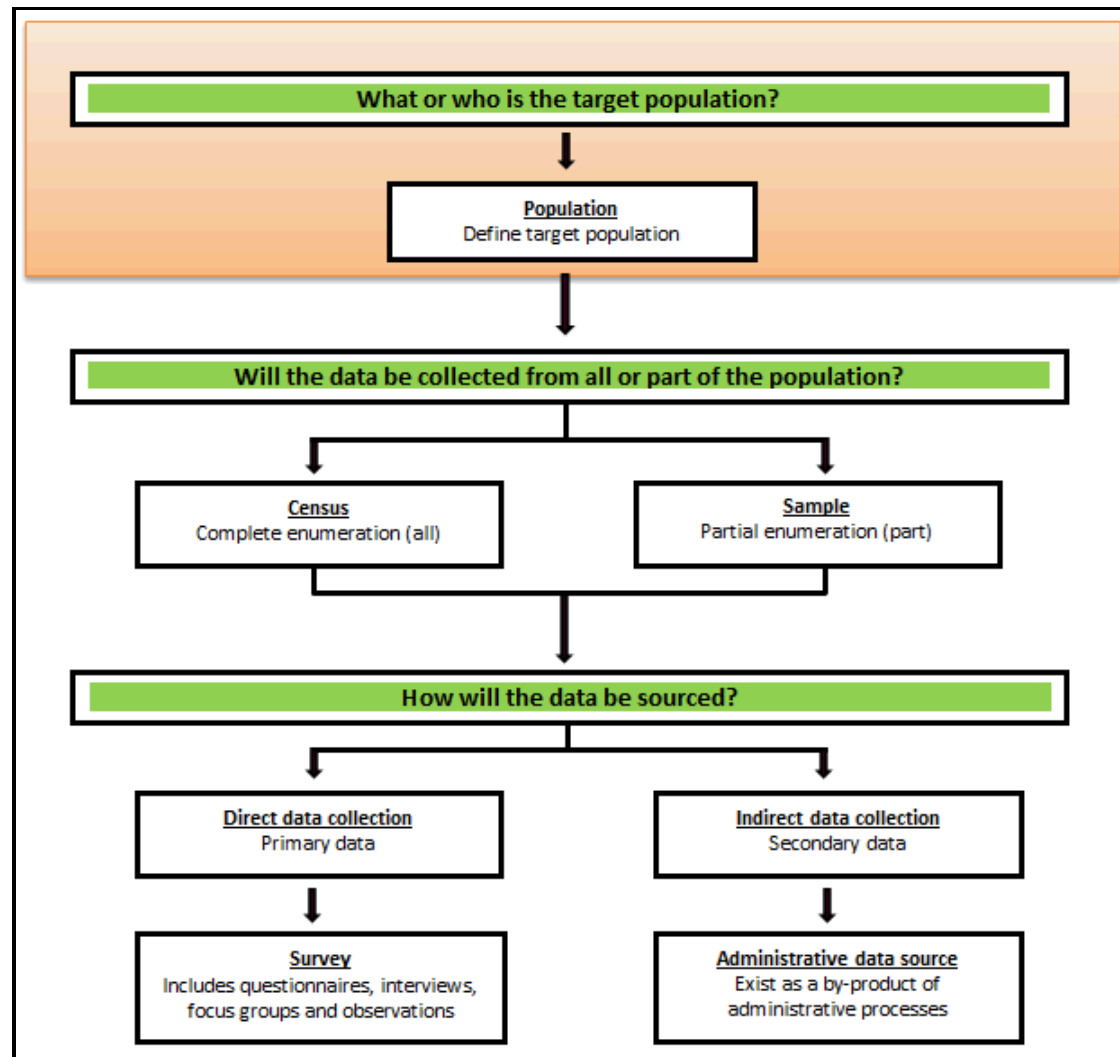 What or who is the target population?
Population
Define target population
Will the data be collected from all or part of the population?
Census
Complete enumeration (all)
Sample
Partial enumeration (part)
How will the data be sourced?
Direct data collection
Primary data
Indirect data collection
Secondary data
Survey
Includes questionnaires, interviews,
focus groups and observations
Administrative data source
Exist as a by-product of
administrative processes